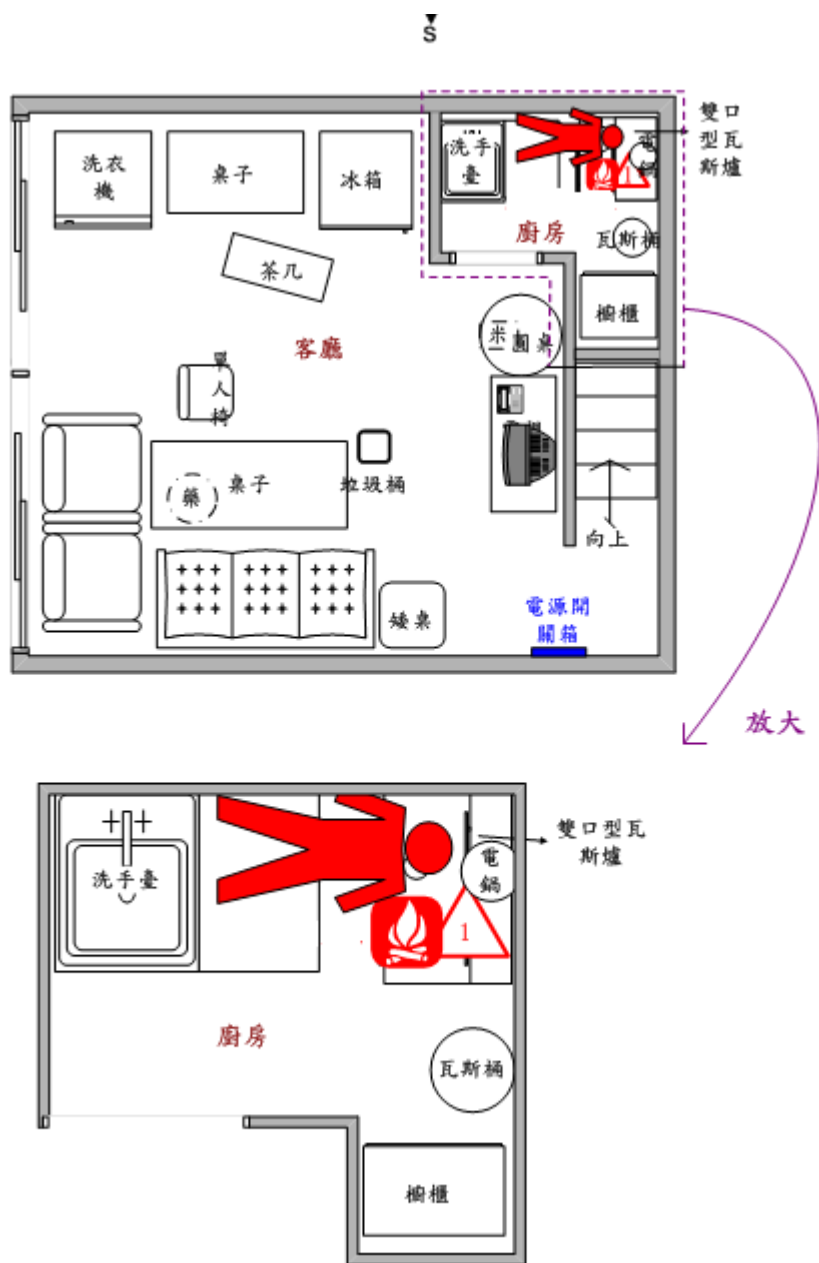 S
雙口
型瓦
斯爐
洗衣
機
桌子
冰箱
洗手
臺
電
鍋
1
廚房
瓦斯桶
茶几
櫥櫃
客廳
米
圓桌
單
人
椅
桌子
藥
垃圾桶
向上
矮桌
電源開
關箱
放大
雙口型瓦
斯爐
洗手臺
電
鍋
1
廚房
瓦斯桶
櫥櫃